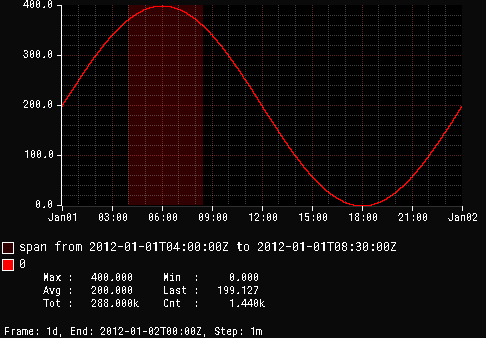 400.0
300.0
200.0
100.0
0.0
Jan01 03:00 06:00 09:00 12:00 15:00 18:00 21:00 Jan02
span from 2012-01-01T04:00:00Z to 2012-01-01T08:30:00Z
0
Max : 400.000 Min : 0.000
Avg : 200.000 Last : 199.127
Tot : 288.000k Cnt : 1.440k
Frame: 1d, End: 2012-01-02T00:00Z, Step: 1m